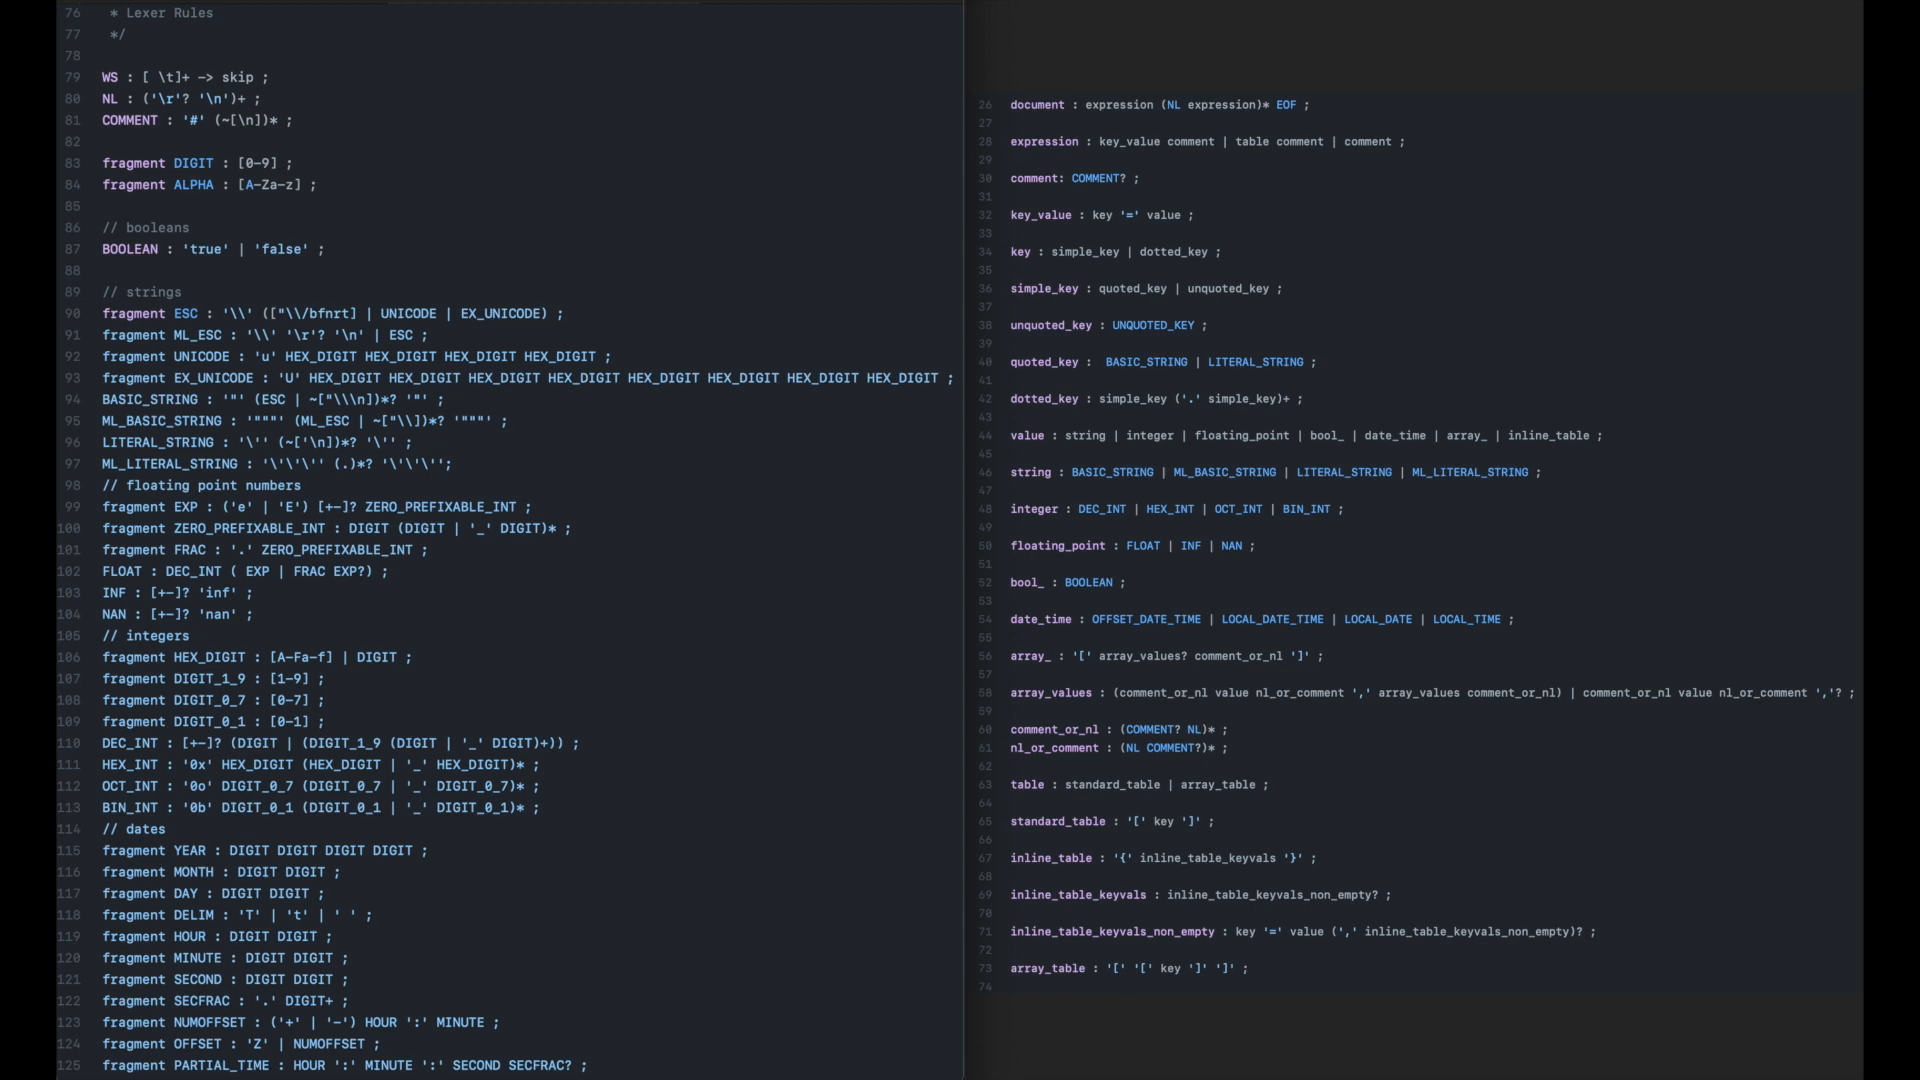 76 * Lexer Rules
77 */
78
79 WS : [ \t]+ -> skip ;
80 NL : ('\r'? '\n')+ ;
81 COMMENT : '#' (~[\n])* ;
82
83 fragment DIGIT : [0-9] ;
84 fragment ALPHA : [A-Za-z] ;
85
86 // booleans
87 BOOLEAN : 'true' | 'false' ;
88
89 // strings
90 fragment ESC : '\\' (["\\/bfnrt] | UNICODE | EX_UNICODE) ;
91 fragment ML_ESC : '\\' '\r'? '\n' | ESC ;
92 fragment UNICODE : 'u' HEX_DIGIT HEX_DIGIT HEX_DIGIT HEX_DIGIT ;
93 fragment EX_UNICODE : 'U' HEX_DIGIT HEX_DIGIT HEX_DIGIT HEX_DIGIT HEX_DIGIT HEX_DIGIT HEX_DIGIT HEX_DIGIT ;
94 BASIC_STRING : '"' (ESC | ~["\\\n])*? '"' ;
95 ML_BASIC_STRING : '"""' (ML_ESC | ~["\\])*? '"""' ;
96 LITERAL_STRING : '\'' (~['\n])*? '\'' ;
97 ML_LITERAL_STRING : '\'\'\'' (.)*? '\'\'\'';
98 // floating point numbers
99 fragment EXP : ('e' | 'E') [+-]? ZERO_PREFIXABLE_INT ;
100 fragment ZERO_PREFIXABLE_INT : DIGIT (DIGIT | '_' DIGIT)* ;
101 fragment FRAC : '.' ZERO_PREFIXABLE_INT ;
102 FLOAT : DEC_INT ( EXP | FRAC EXP?) ;
103 INF : [+-]? 'inf' ;
104 NAN : [+-]? 'nan' ;
105 // integers
106 fragment HEX_DIGIT : [A-Fa-f] | DIGIT ;
107 fragment DIGIT_1_9 : [1-9] ;
108 fragment DIGIT_0_7 : [0-7] ;
109 fragment DIGIT_0_1 : [0-1] ;
110 DEC_INT : [+-]? (DIGIT | (DIGIT_1_9 (DIGIT | '_' DIGIT)+)) ;
111 HEX_INT : '0x' HEX_DIGIT (HEX_DIGIT | '_' HEX_DIGIT)* ;
112 OCT_INT : '0o' DIGIT_0_7 (DIGIT_0_7 | '_' DIGIT_0_7)* ;
113 BIN_INT : '0b' DIGIT_0_1 (DIGIT_0_1 | '_' DIGIT_0_1)* ;
114 // dates
115 fragment YEAR : DIGIT DIGIT DIGIT DIGIT ;
116 fragment MONTH : DIGIT DIGIT ;
117 fragment DAY : DIGIT DIGIT ;
118 fragment DELIM : 'T' | 't' | ' ' ;
119 fragment HOUR : DIGIT DIGIT ;
120 fragment MINUTE : DIGIT DIGIT ;
121 fragment SECOND : DIGIT DIGIT ;
122 fragment SECFRAC : '.' DIGIT+ ;
123 fragment NUMOFFSET : ('+' | '-') HOUR ':' MINUTE ;
124 fragment OFFSET : 'Z' | NUMOFFSET ;
125 fragment PARTIAL_TIME : HOUR ':' MINUTE ':' SECOND SECFRAC? ;
26 document : expression (NL expression)* EOF ;
27
28 expression : key_value comment | table comment | comment ;
29
30 comment: COMMENT? ;
31
32 key_value : key '=' value ;
33
34 key : simple_key | dotted_key ;
35
36 simple_key : quoted_key | unquoted_key ;
37
38 unquoted_key : UNQUOTED_KEY ;
39
40 quoted_key :  BASIC_STRING | LITERAL_STRING ;
41
42 dotted_key : simple_key ('.' simple_key)+ ;
43
44 value : string | integer | floating_point | bool_ | date_time | array_ | inline_table ;
45
46 string : BASIC_STRING | ML_BASIC_STRING | LITERAL_STRING | ML_LITERAL_STRING ;
47
48 integer : DEC_INT | HEX_INT | OCT_INT | BIN_INT ;
49
50 floating_point : FLOAT | INF | NAN ;
51
52 bool_ : BOOLEAN ;
53
54 date_time : OFFSET_DATE_TIME | LOCAL_DATE_TIME | LOCAL_DATE | LOCAL_TIME ;
55
56 array_ : '[' array_values? comment_or_nl ']' ;
57
58 array_values : (comment_or_nl value nl_or_comment ',' array_values comment_or_nl) | comment_or_nl value nl_or_comment ','? ;
59
60 comment_or_nl : (COMMENT? NL)* ;
61 nl_or_comment : (NL COMMENT?)* ;
62
63 table : standard_table | array_table ;
64
65 standard_table : '[' key ']' ;
66
67 inline_table : '{' inline_table_keyvals '}' ;
68
69 inline_table_keyvals : inline_table_keyvals_non_empty? ;
70
71 inline_table_keyvals_non_empty : key '=' value (',' inline_table_keyvals_non_empty)? ;
72
73 array_table : '[' '[' key ']' ']' ;
74